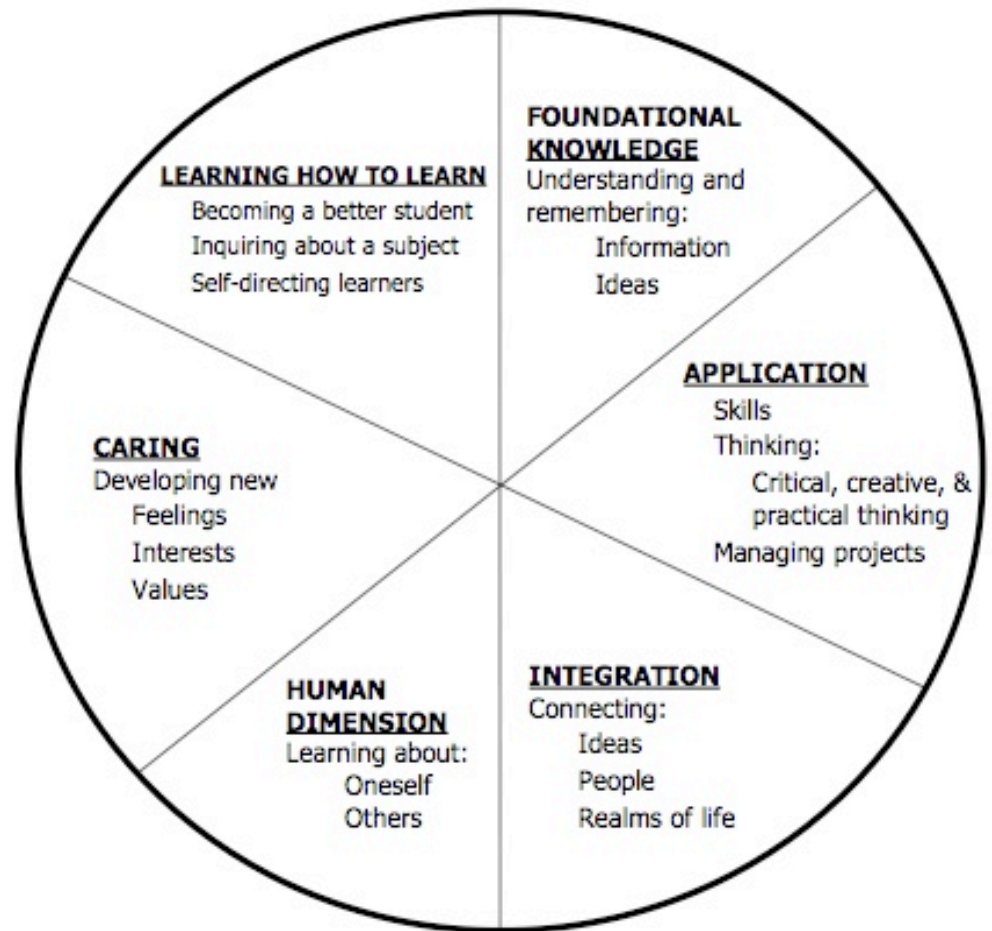 FOUNDATIONAL
KNOWLEDGE
Understanding and
remembering:
Information
Ideas
APPLICATION
Skills
Thinking:
Critical, creative, &
practical thinking
Managing projects
INTEGRATION
Connecting:
Ideas
People
Realms of life
HUMAN
DIMENSION
Learning about:
Oneself
Others
CARING
Developing new
Feelings
Interests
Values
LEARNING HOW TO LEARN
Becoming a better student
Inquiring about a subject
Self-directing learners